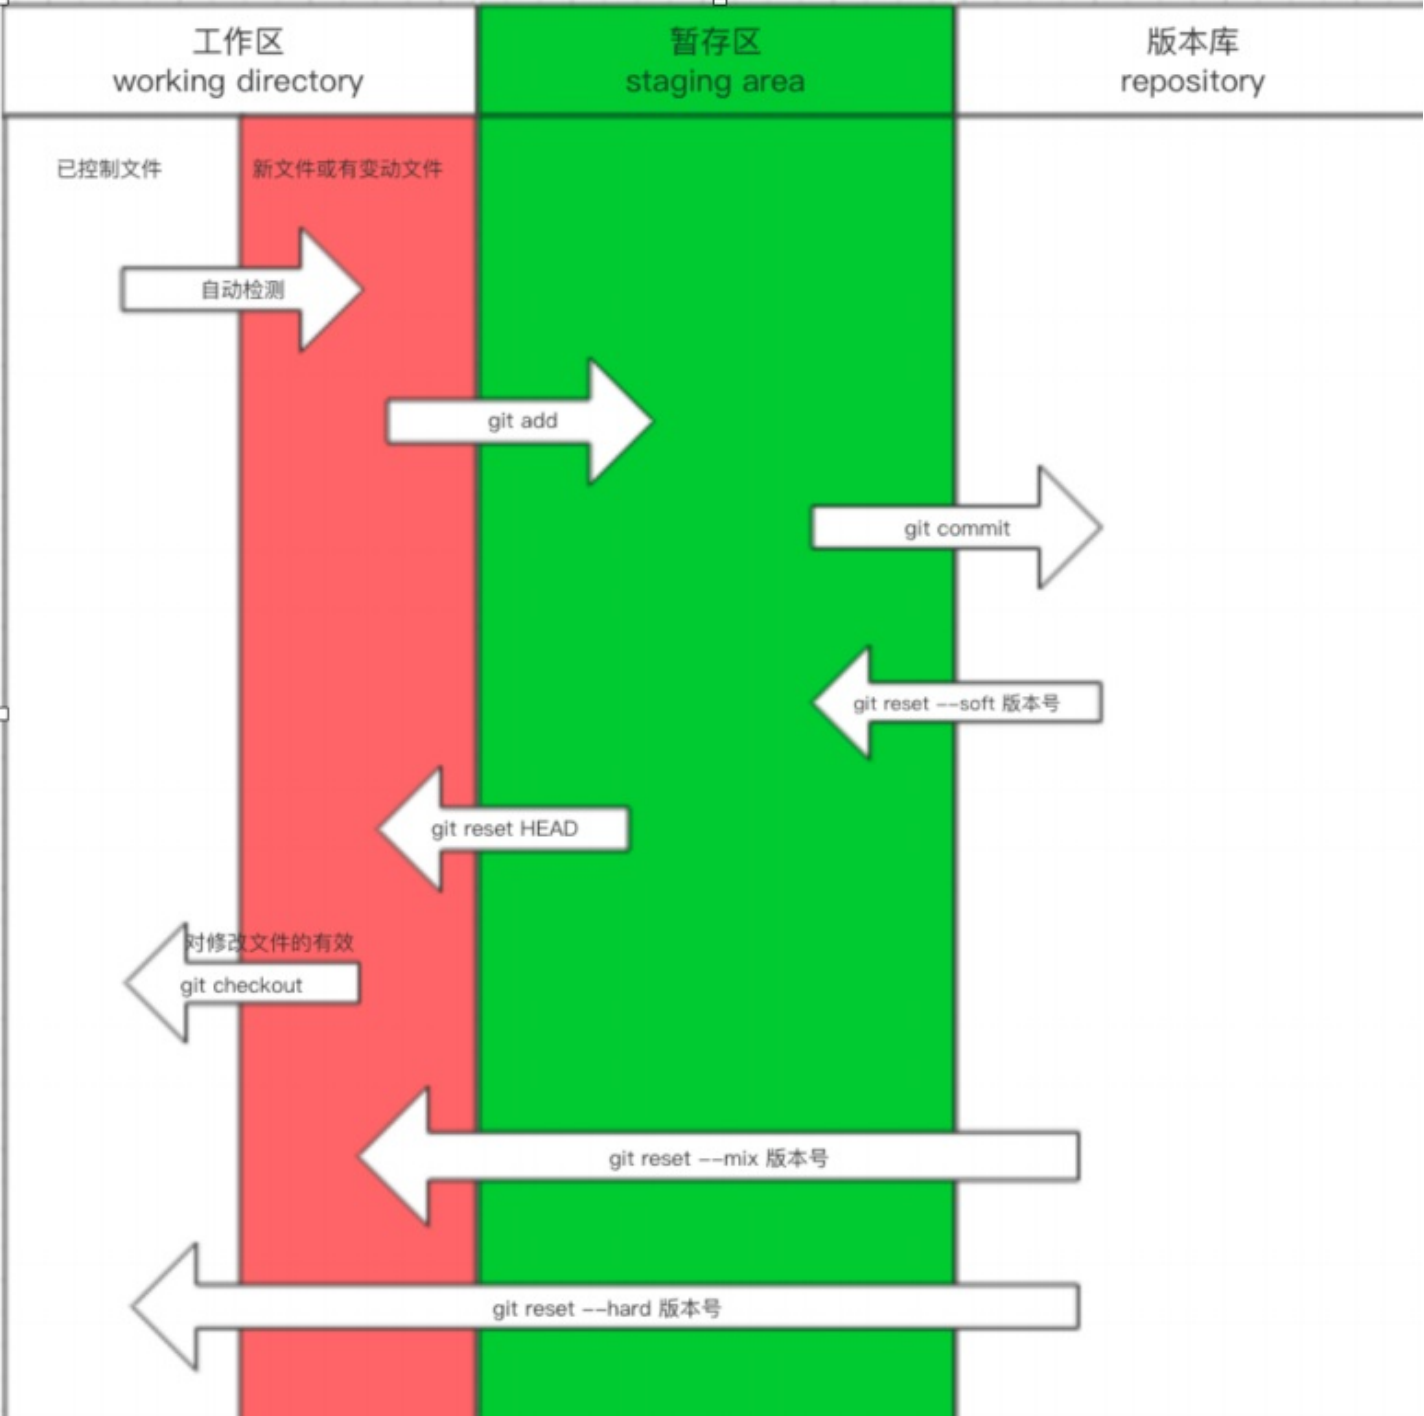 工作区
working directory
暂存区
staging area
版本库
repository
已控制文件
新文件或有变动文件
自动检测
git add
git commit
git reset --soft 版本号
git reset HEAD
对修改文件的有效
git checkout
git reset --mix 版本号
git reset --hard 版本号